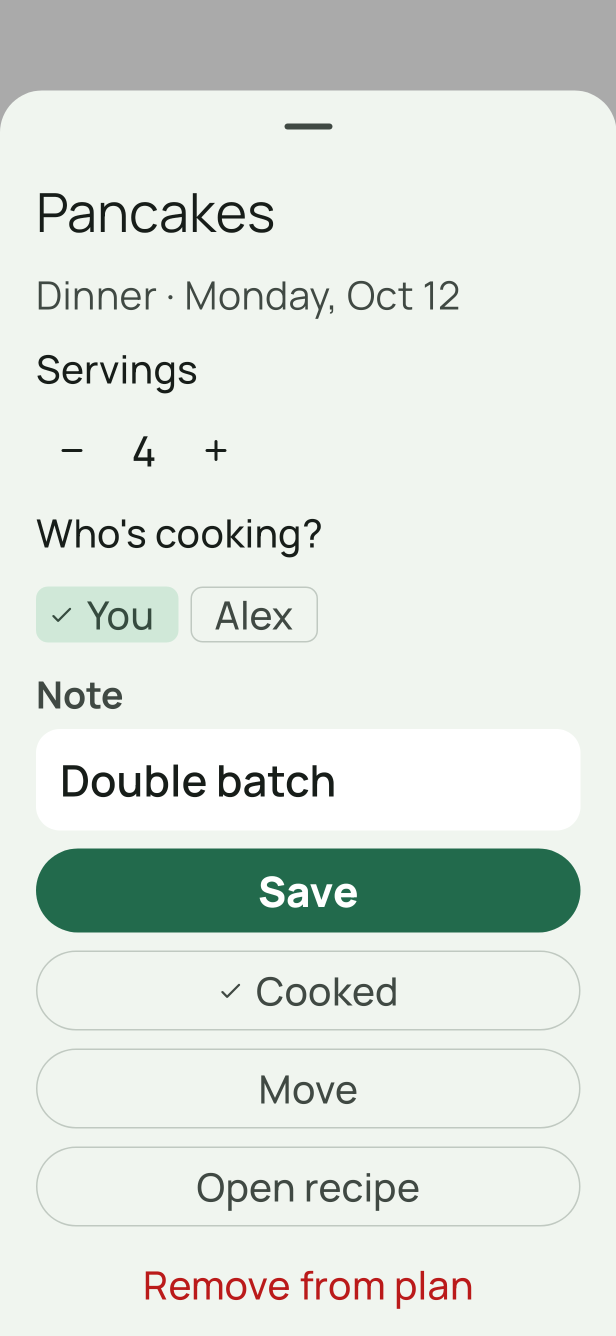 Pancakes
Dinner · Monday, Oct 12
Servings
− 4 +
Who's cooking?
✓ You Alex
Note
Double batch
Save
✓ Cooked
Move
Open recipe
Remove from plan